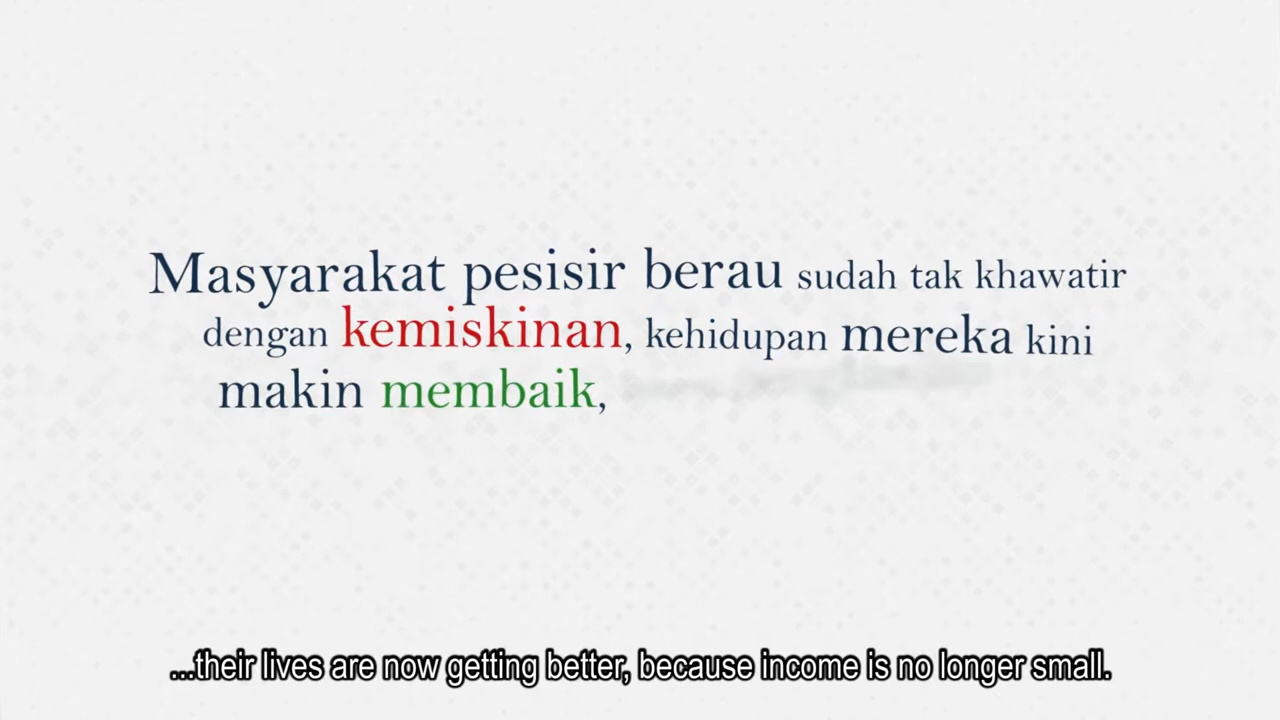 Masyarakat pesisir berau sudah tak khawatir
dengan kemiskinan, kehidupan mereka kini
makin membaik,
...their lives are now getting better, because income is no longer small.